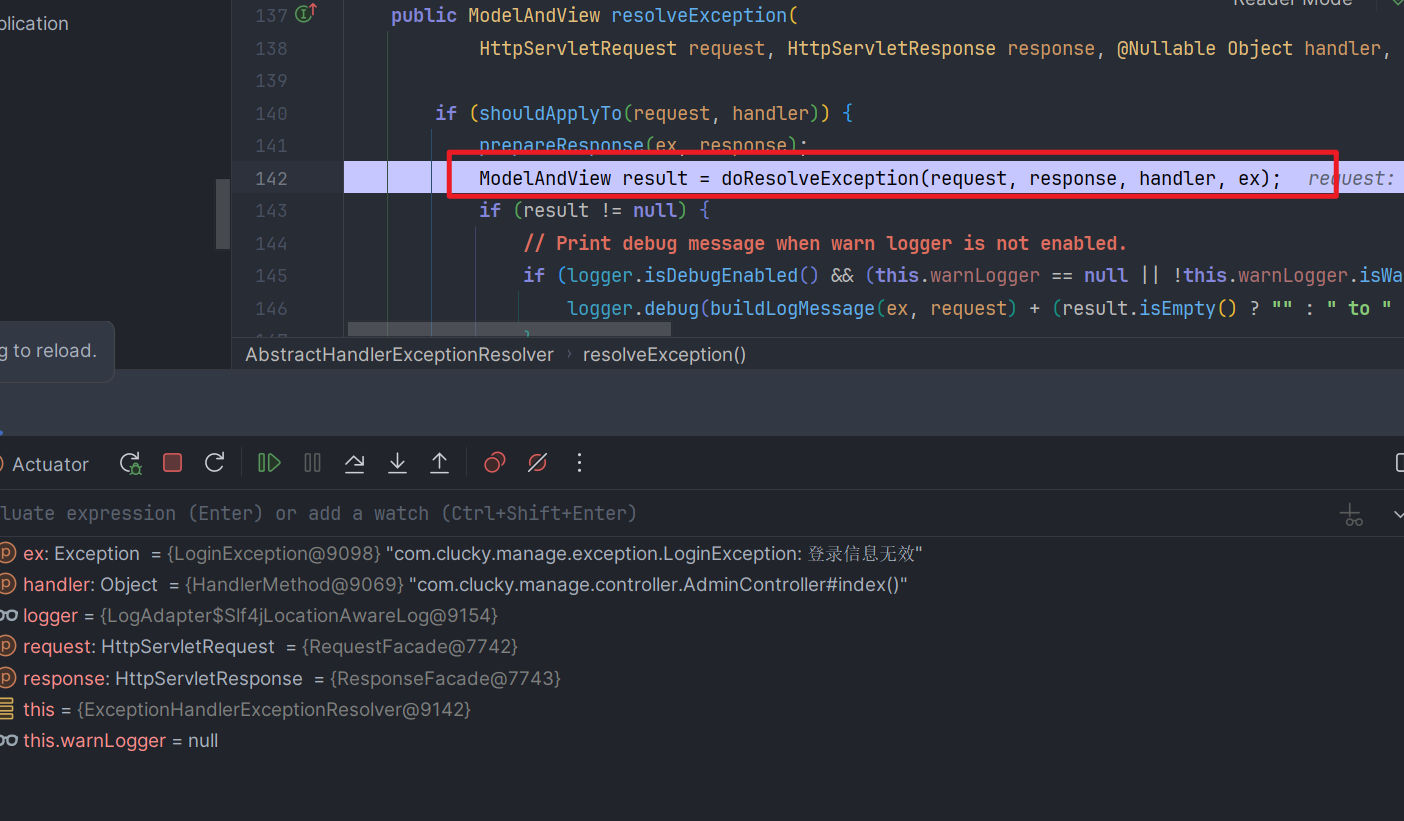 plication
Reader Mode
137 public ModelAndView resolveException(
138 HttpServletRequest request, HttpServletResponse response, @Nullable Object handler,
139
140 if (shouldApplyTo(request, handler)) {
141 prepareResponse(ex, response);
142 ModelAndView result = doResolveException(request, response, handler, ex); request:
143 if (result != null) {
144 // Print debug message when warn logger is not enabled.
145 if (logger.isDebugEnabled() && (this.warnLogger == null || !this.warnLogger.isWa
146 logger.debug(buildLogMessage(ex, request) + (result.isEmpty() ? "" : " to "
g to reload.
AbstractHandlerExceptionResolver › resolveException()
Actuator
luate expression (Enter) or add a watch (Ctrl+Shift+Enter)
ex: Exception = {LoginException@9098} "com.clucky.manage.exception.LoginException: 登录信息无效"
handler: Object = {HandlerMethod@9069} "com.clucky.manage.controller.AdminController#index()"
logger = {LogAdapter$Slf4jLocationAwareLog@9154}
request: HttpServletRequest = {RequestFacade@7742}
response: HttpServletResponse = {ResponseFacade@7743}
this = {ExceptionHandlerExceptionResolver@9142}
this.warnLogger = null